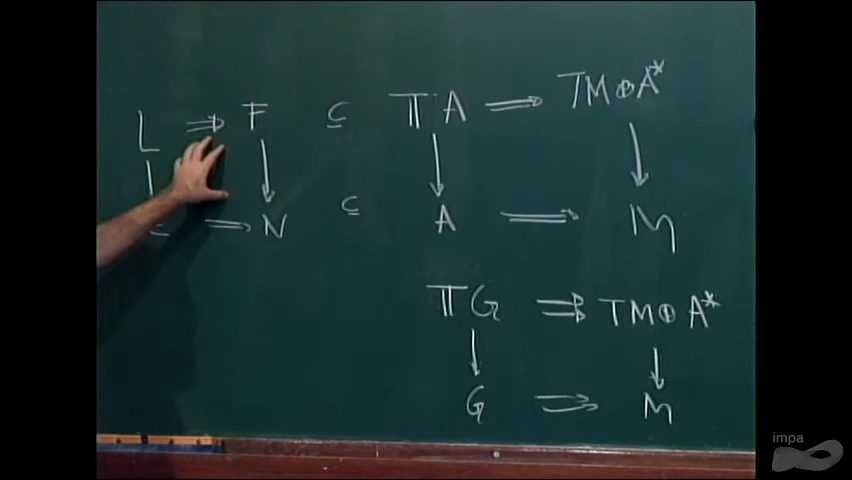 L ⇒ F ⊆ 𝕋A ⇒ TM⊕A*
↓ ↓ ↓ ↓
⇒ N ⊆ A ⇒ M
𝕋G ⇉ TM⊕A*
↓ ↓
G ⇉ M
impa